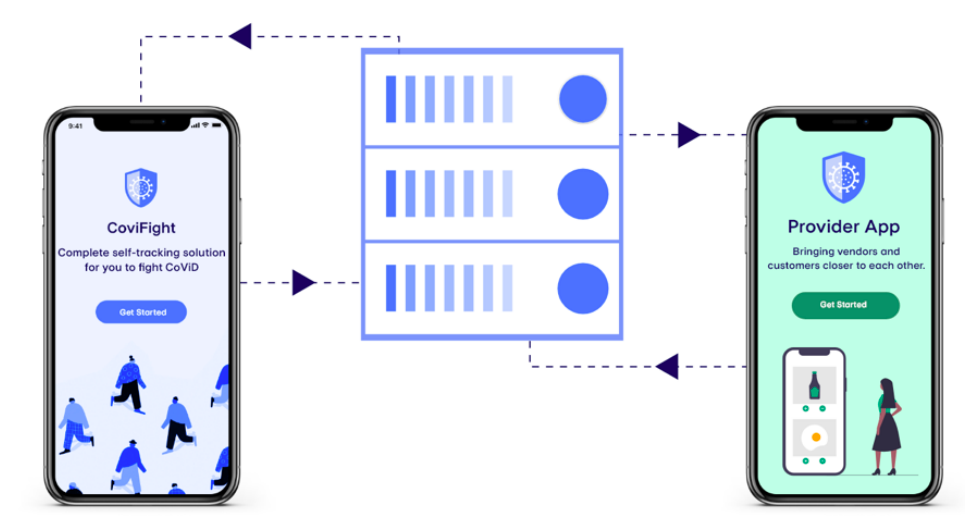 9:41
CoviFight
Complete self-tracking solution
for you to fight CoViD
Get Started
Provider App
Bringing vendors and
customers closer to each other.
Get Started